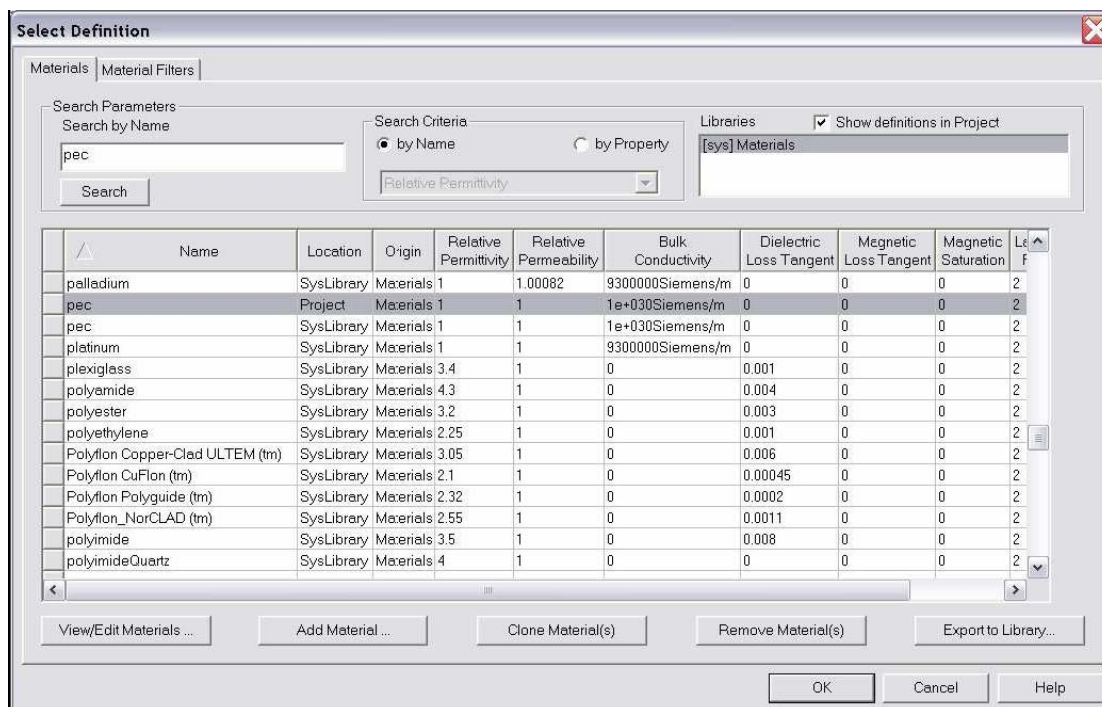 Select Definition
Materials Material Filters
Search Parameters
Search by Name
pec
Search
Search Criteria
by Name by Property
Relative Permittivity
Libraries Show definitions in Project
[sys] Materials
Name Location Origin Relative Permittivity Relative Permeability Bulk Conductivity Dielectric Loss Tangent Magnetic Loss Tangent Magnetic Saturation
palladium SysLibrary Materials 1 1.00082 9300000Siemens/m 0 0 0 2
pec Project Materials 1 1 1e+030Siemens/m 0 0 0 2
pec SysLibrary Materials 1 1 1e+030Siemens/m 0 0 0 2
platinum SysLibrary Materials 1 1 9300000Siemens/m 0 0 0 2
plexiglass SysLibrary Materials 3.4 1 0 0.001 0 0 2
polyamide SysLibrary Materials 4.3 1 0 0.004 0 0 2
polyester SysLibrary Materials 3.2 1 0 0.003 0 0 2
polyethylene SysLibrary Materials 2.25 1 0 0.001 0 0 2
Polyflon Copper-Clad ULTEM (tm) SysLibrary Materials 3.05 1 0 0.006 0 0 2
Polyflon CuFlon (tm) SysLibrary Materials 2.1 1 0 0.00045 0 0 2
Polyflon Polyguide (tm) SysLibrary Materials 2.32 1 0 0.0002 0 0 2
Polyflon_NorCLAD (tm) SysLibrary Materials 2.55 1 0 0.0011 0 0 2
polyimide SysLibrary Materials 3.5 1 0 0.008 0 0 2
polyimideQuartz SysLibrary Materials 4 1 0 0 0 0 2
View/Edit Materials ... Add Material ... Clone Material(s) Remove Material(s) Export to Library...
OK Cancel Help